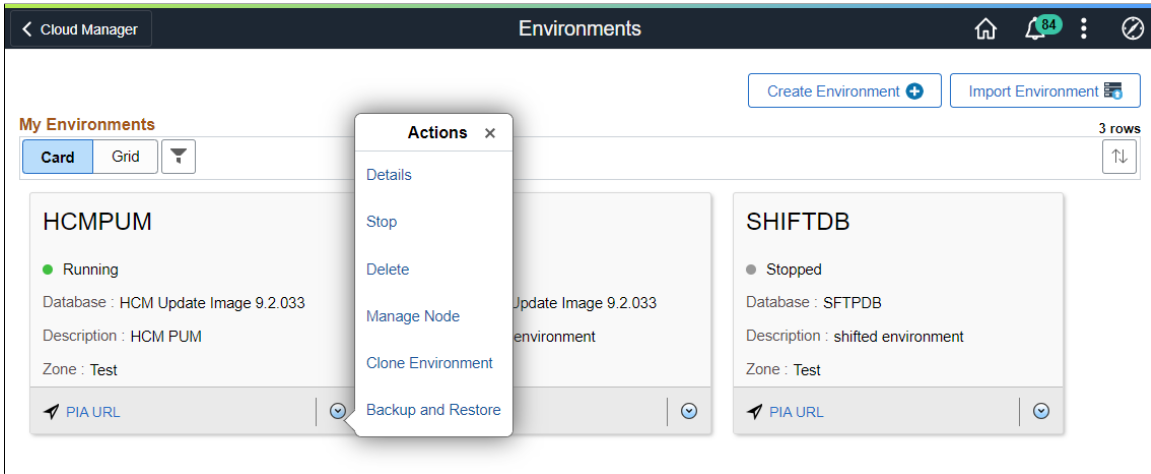 Cloud Manager
Environments
84
Create Environment
Import Environment
My Environments
3 rows
Card
Grid
Actions ×
Details
Stop
Delete
Manage Node
Clone Environment
Backup and Restore
HCMPUM
Running
Database : HCM Update Image 9.2.033
Description : HCM PUM
Zone : Test
PIA URL
Update Image 9.2.033
environment
SHIFTDB
Stopped
Database : SFTPDB
Description : shifted environment
Zone : Test
PIA URL